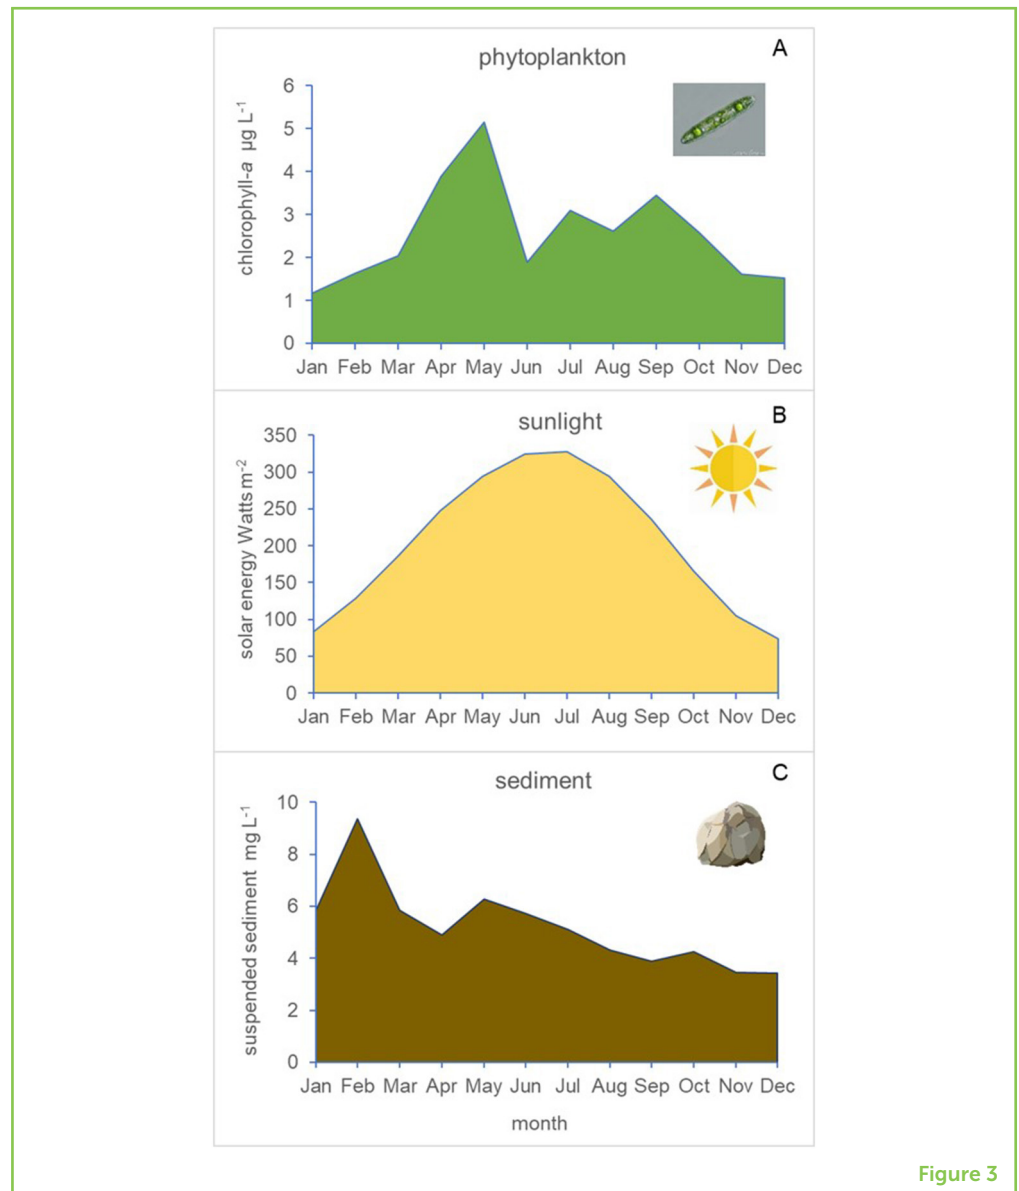 A
phytoplankton
chlorophyll-a µg L-1
6
5
4
3
2
1
0
Jan Feb Mar Apr May Jun Jul Aug Sep Oct Nov Dec
B
sunlight
solar energy Wattsm-2
350
300
250
200
150
100
50
0
Jan Feb Mar Apr May Jun Jul Aug Sep Oct Nov Dec
C
sediment
suspended sediment mg L-1
10
8
6
4
2
0
Jan Feb Mar Apr May Jun Jul Aug Sep Oct Nov Dec
month
Figure 3